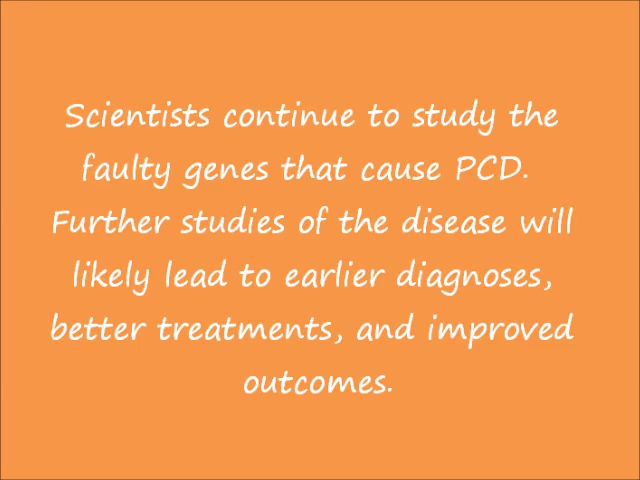 Scientists continue to study the
faulty genes that cause PCD.
Further studies of the disease will
likely lead to earlier diagnoses,
better treatments, and improved
outcomes.